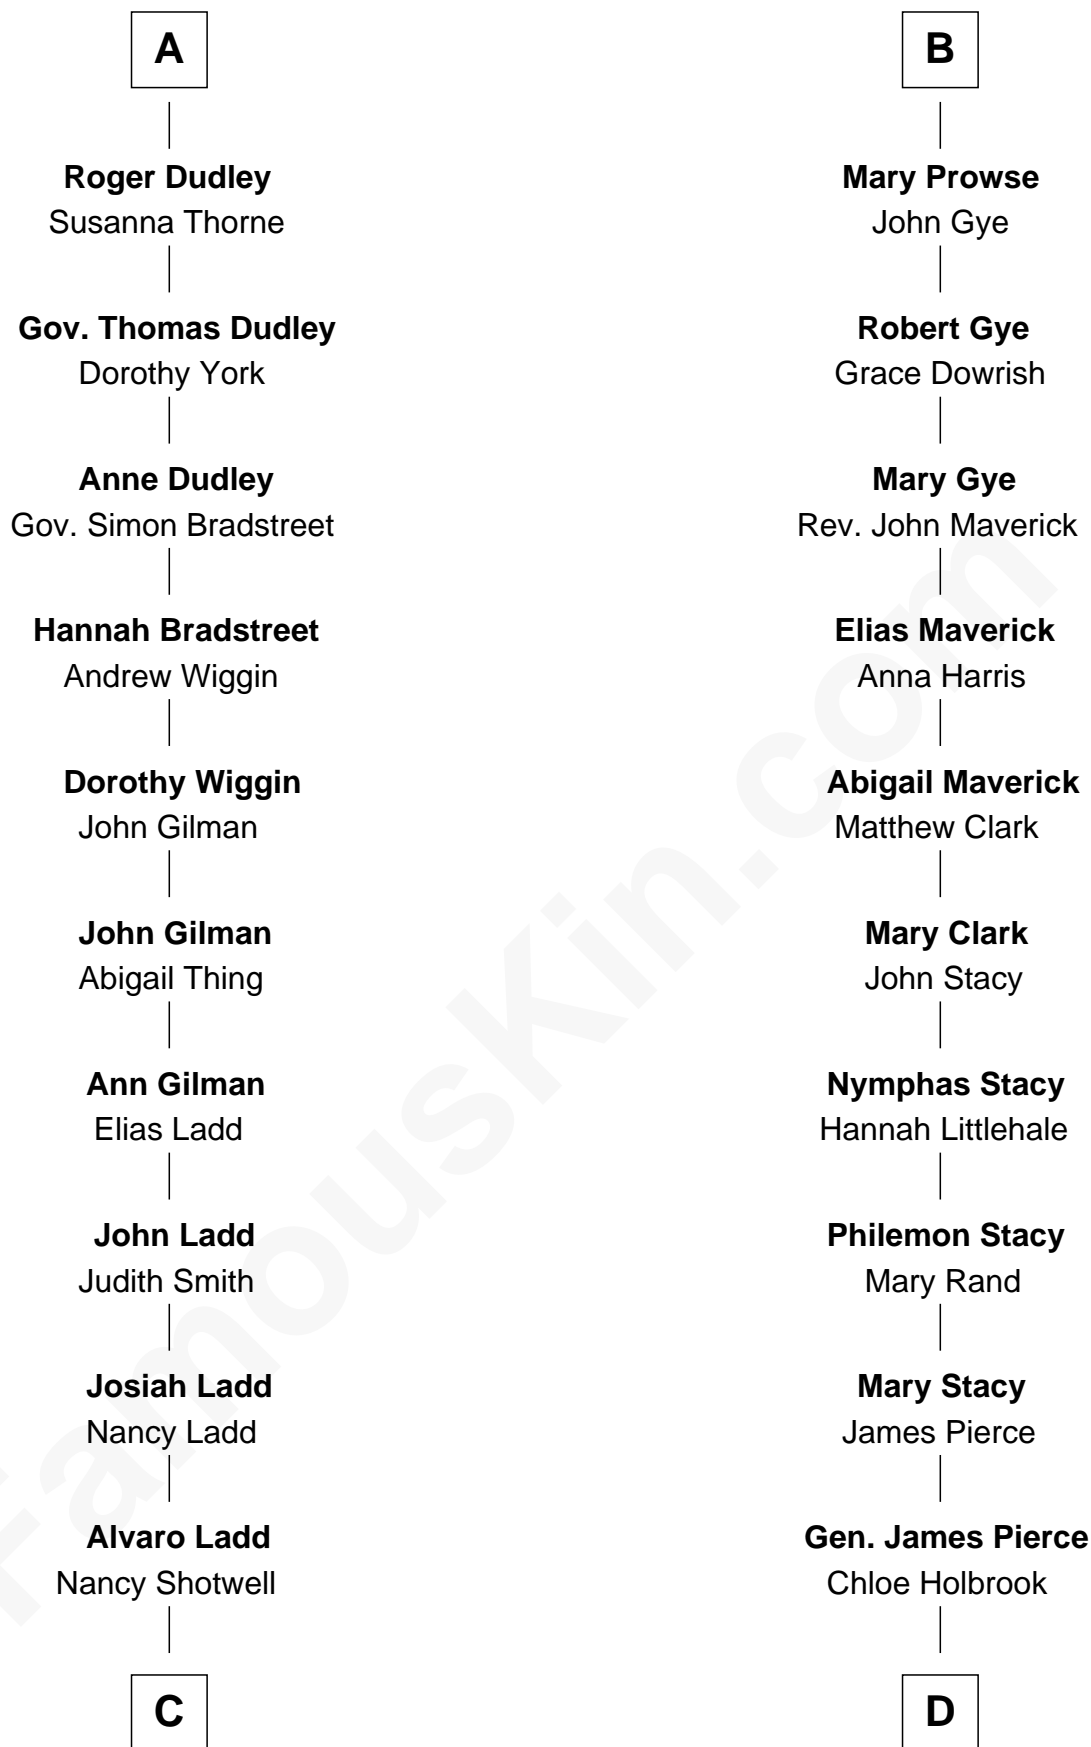 A
Roger Dudley
Susanna Thorne
Gov. Thomas Dudley
Dorothy York
Anne Dudley
Gov. Simon Bradstreet
Hannah Bradstreet
Andrew Wiggin
Dorothy Wiggin
John Gilman
John Gilman
Abigail Thing
Ann Gilman
Elias Ladd
John Ladd
Judith Smith
Josiah Ladd
Nancy Ladd
Alvaro Ladd
Nancy Shotwell
C
B
Mary Prowse
John Gye
Robert Gye
Grace Dowrish
Mary Gye
Rev. John Maverick
Elias Maverick
Anna Harris
Abigail Maverick
Matthew Clark
Mary Clark
John Stacy
Nymphas Stacy
Hannah Littlehale
Philemon Stacy
Mary Rand
Mary Stacy
James Pierce
Gen. James Pierce
Chloe Holbrook
D
FamousKin.com